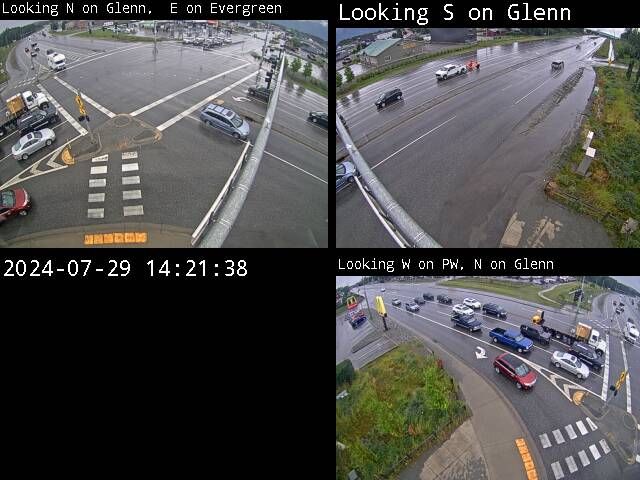 Looking N on Glenn, E on Evergreen
Looking S on Glenn
2024-07-29 14:21:38
Looking W on PW, N on Glenn